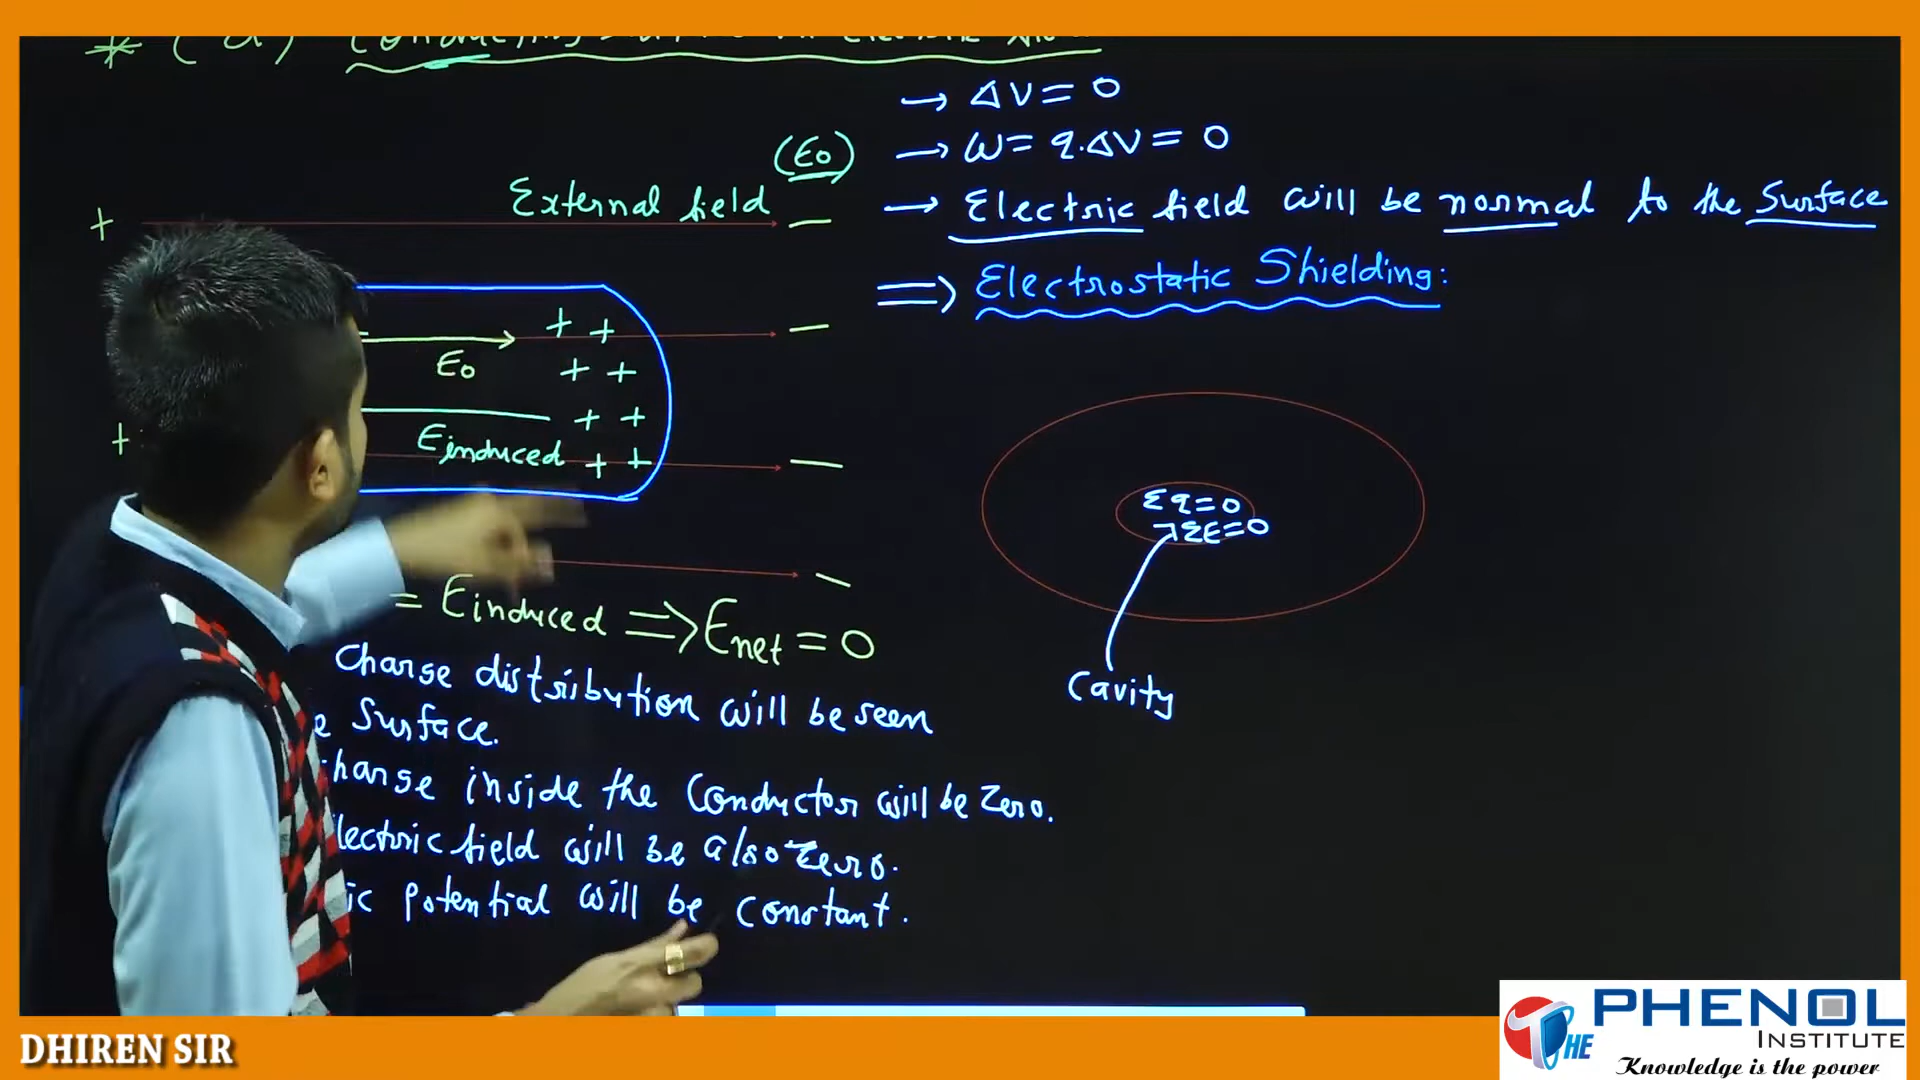 * (a) Conducting
(E0)
External field
+ —
E0
+ +
—
+ +
+ +
Einduced
+ +
+ —
—
= Einduced ⟹ Enet = 0
Charge distribution will be seen
e Surface.
charge inside the Conductor will be Zero.
lectric field will be also Zero.
ic potential will be constant.
→ ΔV = 0
→ W = q.ΔV = 0
→ Electric field will be normal to the Surface
⟹ Electrostatic Shielding:
Σq=0
→ΣE=0
Cavity
DHIREN SIR
THE PHENOL
INSTITUTE
Knowledge is the power